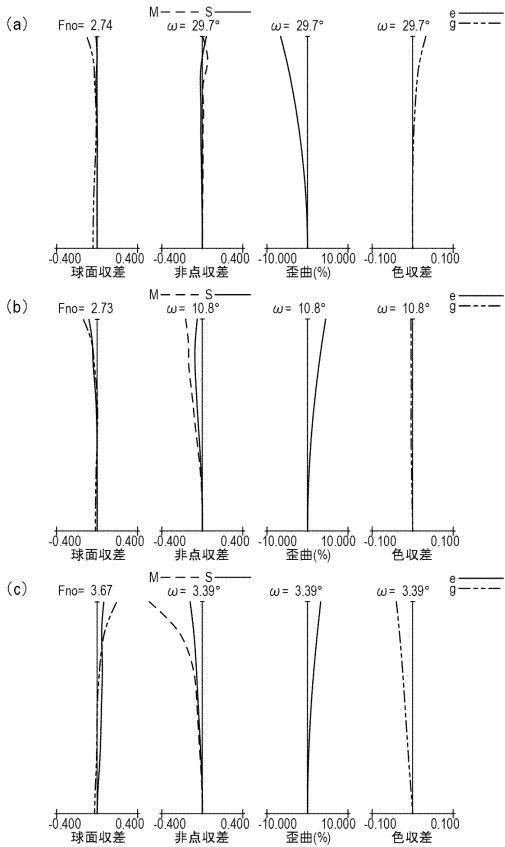 M S e
(a) Fno= 2.74 ω= 29.7° ω= 29.7° ω= 29.7° g
-0.400 0.400 -0.400 0.400 -10.000 10.000 -0.100 0.100
球面収差 非点収差 歪曲(%) 色収差
M S e
(b) Fno= 2.73 ω= 10.8° ω= 10.8° ω= 10.8° g
-0.400 0.400 -0.400 0.400 -10.000 10.000 -0.100 0.100
球面収差 非点収差 歪曲(%) 色収差
M S e
(c) Fno= 3.67 ω= 3.39° ω= 3.39° ω= 3.39° g
-0.400 0.400 -0.400 0.400 -10.000 10.000 -0.100 0.100
球面収差 非点収差 歪曲(%) 色収差